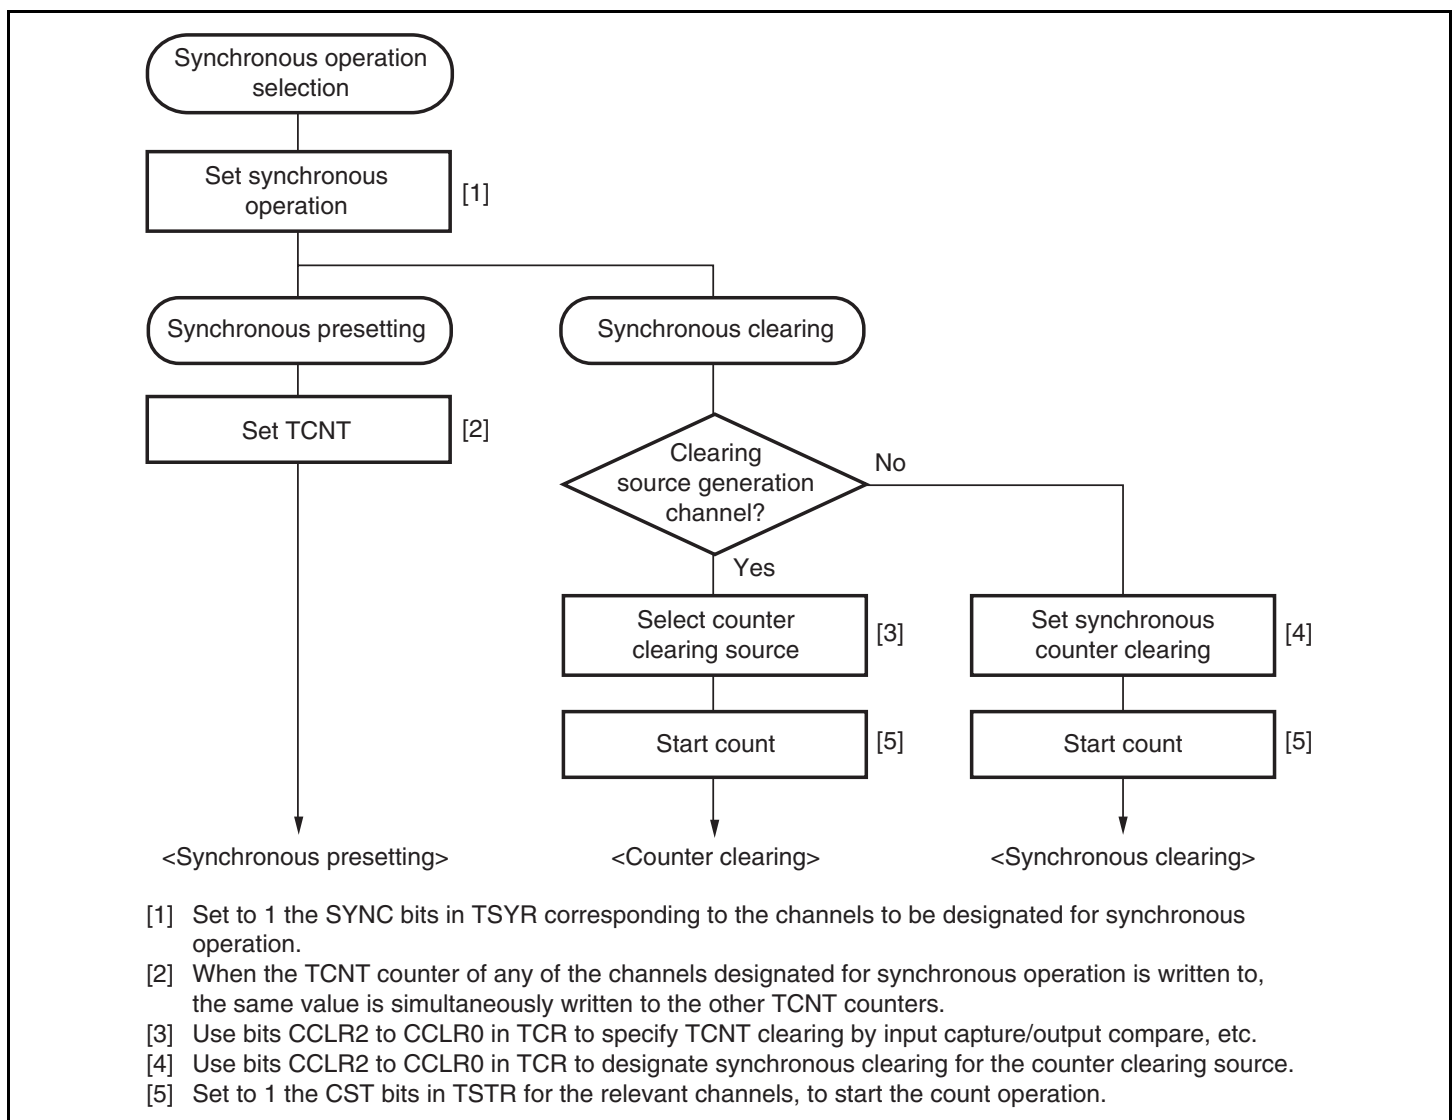 Synchronous operation
selection
Set synchronous
operation
[1]
Synchronous presetting
Synchronous clearing
Set TCNT
[2]
Clearing
source generation
channel?
No
Yes
Select counter
clearing source
[3]
Set synchronous
counter clearing
[4]
Start count
[5]
Start count
[5]
<Synchronous presetting>
<Counter clearing>
<Synchronous clearing>
[1] Set to 1 the SYNC bits in TSYR corresponding to the channels to be designated for synchronous
operation.
[2] When the TCNT counter of any of the channels designated for synchronous operation is written to,
the same value is simultaneously written to the other TCNT counters.
[3] Use bits CCLR2 to CCLR0 in TCR to specify TCNT clearing by input capture/output compare, etc.
[4] Use bits CCLR2 to CCLR0 in TCR to designate synchronous clearing for the counter clearing source.
[5] Set to 1 the CST bits in TSTR for the relevant channels, to start the count operation.